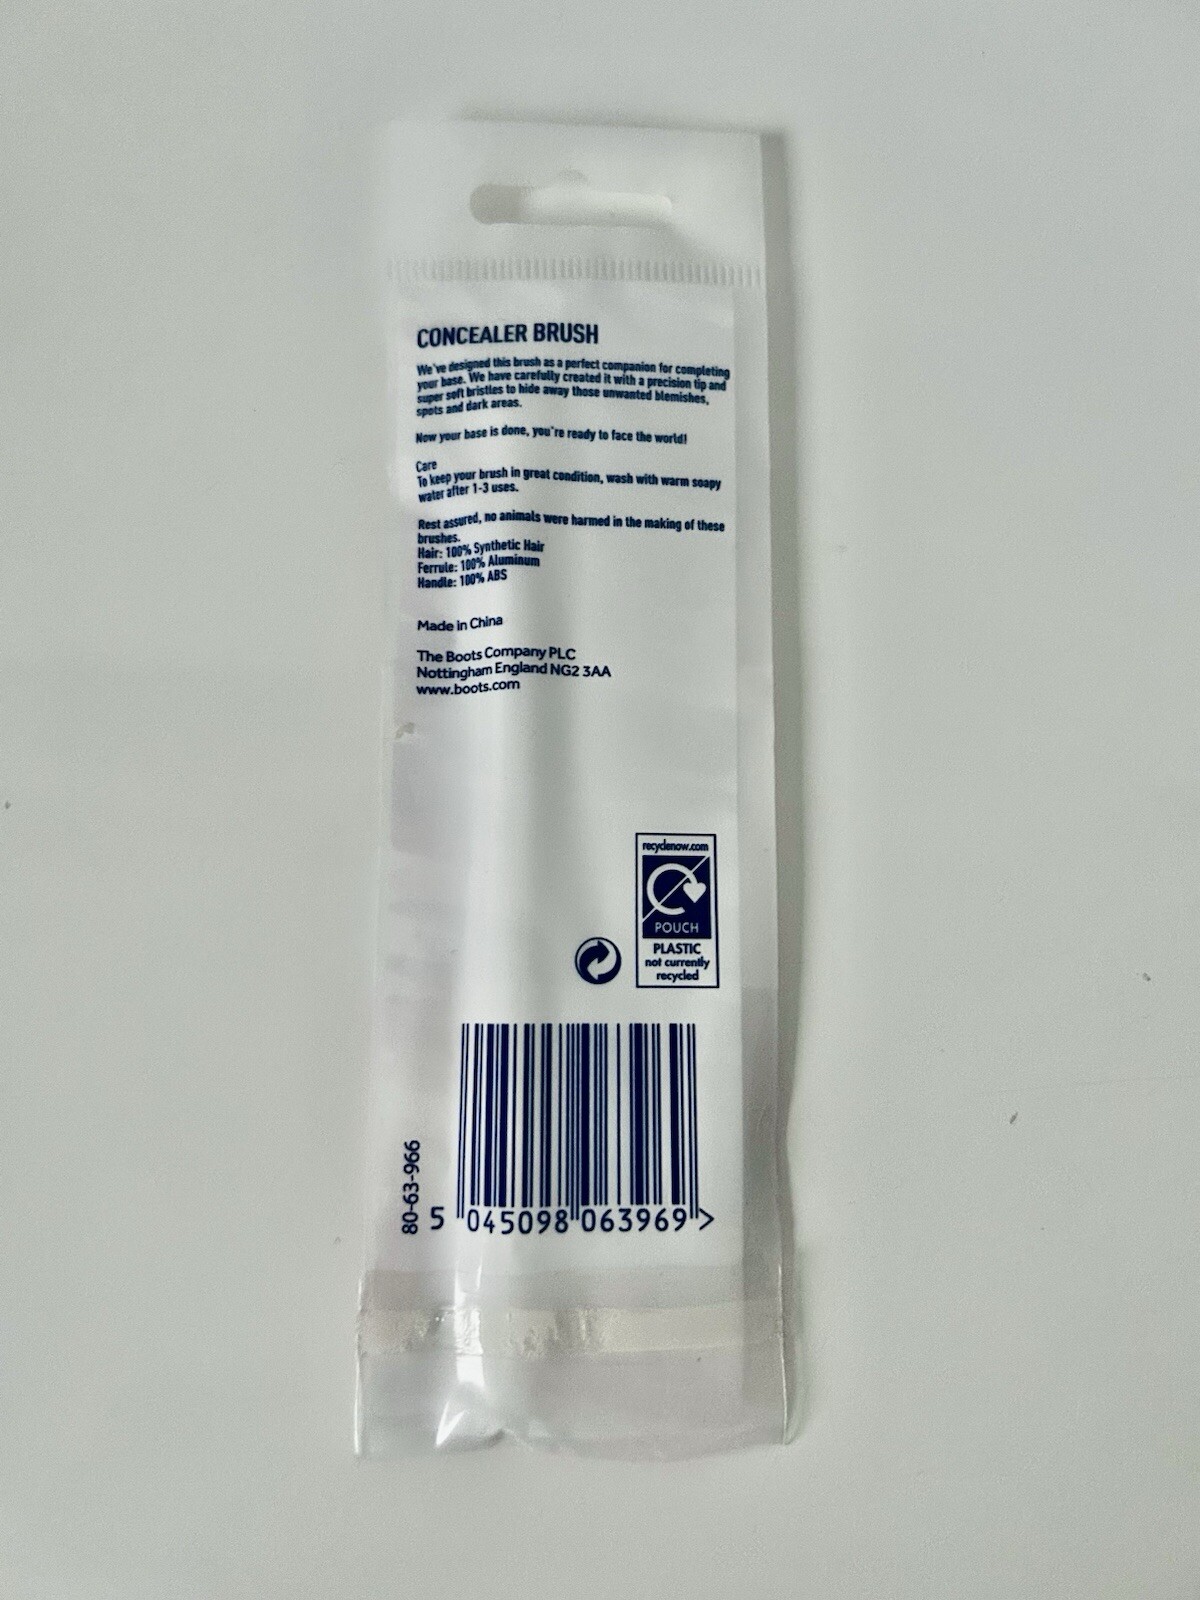 CONCEALER BRUSH
We've designed this brush as a perfect companion for completing
your base. We have carefully created it with a precision tip and
super soft bristles to hide away those unwanted blemishes,
spots and dark areas.
Now your base is done, you're ready to face the world!
Care
To keep your brush in great condition, wash with warm soapy
water after 1-3 uses.
Rest assured, no animals were harmed in the making of these
brushes.
Hair: 100% Synthetic Hair
Ferrule: 100% Aluminum
Handle: 100% ABS
Made in China
The Boots Company PLC
Nottingham England NG2 3AA
www.boots.com
recyclenow.com
POUCH
PLASTIC
not currently
recycled
80-63-966
5 045098 063969 >